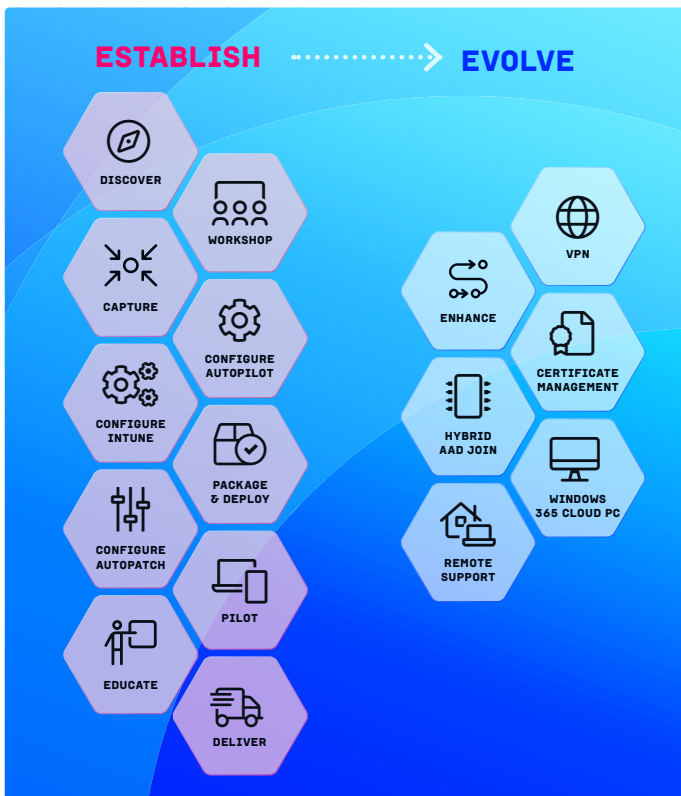 ESTABLISH
EVOLVE
DISCOVER
WORKSHOP
CAPTURE
CONFIGURE
AUTOPILOT
CONFIGURE
INTUNE
PACKAGE
& DEPLOY
CONFIGURE
AUTOPATCH
PILOT
EDUCATE
DELIVER
VPN
ENHANCE
CERTIFICATE
MANAGEMENT
HYBRID
AAD JOIN
WINDOWS
365 CLOUD PC
REMOTE
SUPPORT